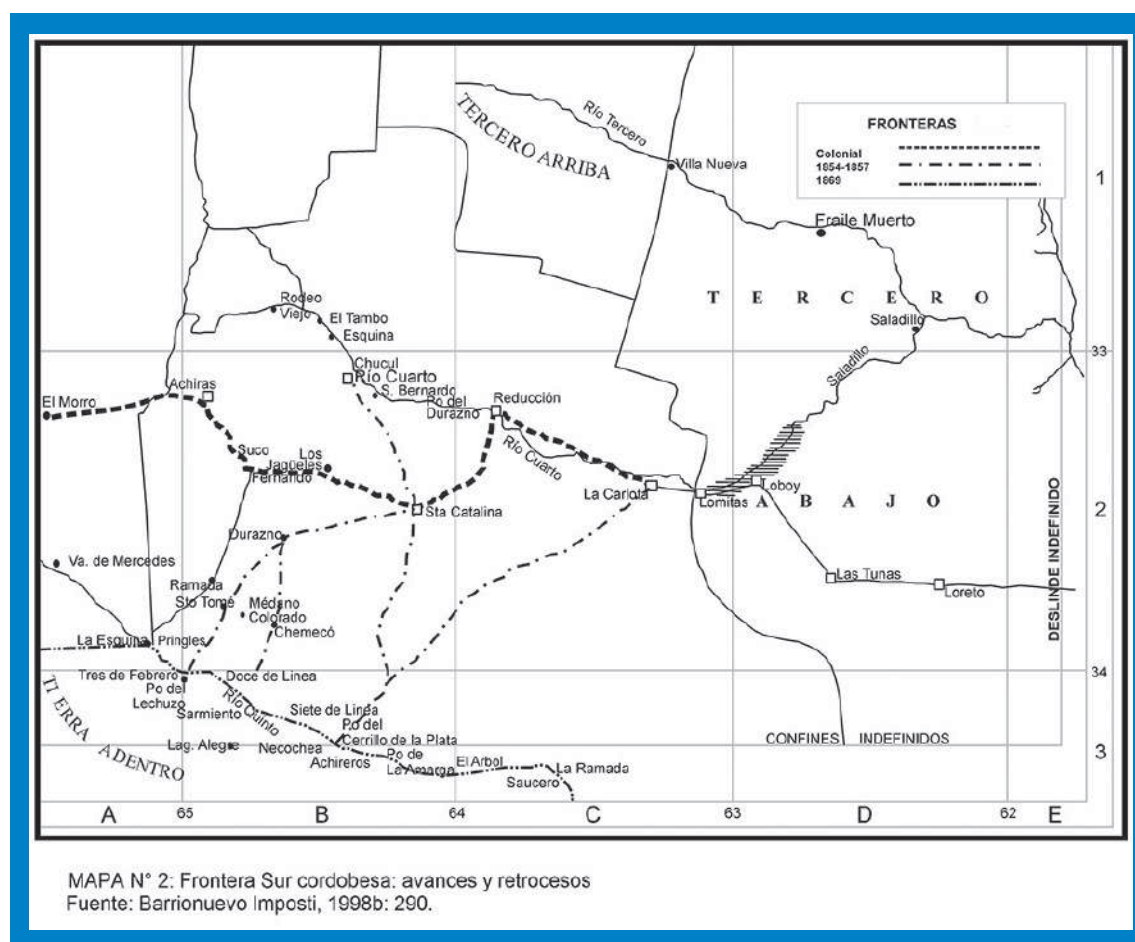 FRONTERAS
Colonial
1854-1857
1869
TERCERO ARRIBA
Río Tercero
Villa Nueva
1
Fraile Muerto
TERCERO
Saladillo
Rodeo
Viejo
El Tambo
Esquina
33
Saladillo
Chucul
Río Cuarto
S. Bernardo
Achiras
El Morro
Po del
Durazno
Reducción
Suco
Los
Jagüeles
Fernando
Río Cuarto
La Carlota
Lomitas
Loboy
ABAJO
2
Sta Catalina
Durazno
Va. de Mercedes
Ramada
Sto Tomé
Médano
Colorado
Chemecó
Las Tunas
Loreto
DESLINDE INDEFINIDO
La Esquina
Pringles
Tres de Febrero
Po del
Lechuzo
Doce de Linea
34
Sarmiento
Río Quinto
Siete de Linea
Po del
Cerrillo de la Plata
TIERRA ADENTRO
Lag. Alegre
Necochea
Achireros
Po de
La Amarga
El Arbol
La Ramada
Saucero
CONFINES INDEFINIDOS
3
A 65 B 64 C 63 D 62 E
MAPA N° 2: Frontera Sur cordobesa: avances y retrocesos
Fuente: Barrionuevo Imposti, 1998b: 290.